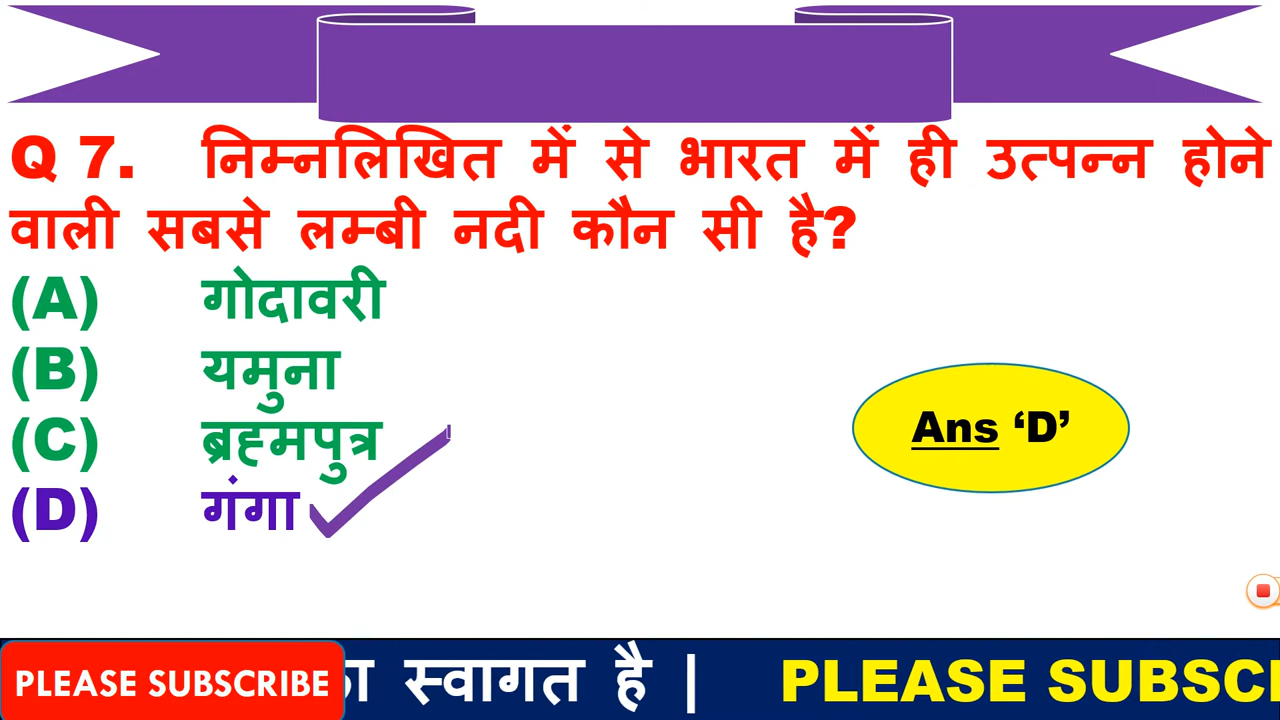 Q 7. निम्नलिखित में से भारत में ही उत्पन्न होने
वाली सबसे लम्बी नदी कौन सी है?
(A) गोदावरी
(B) यमुना
(C) ब्रह्मपुत्र
(D) गंगा
Ans ‘D’
PLEASE SUBSCRIBE
स्वागत है | PLEASE SUBSC